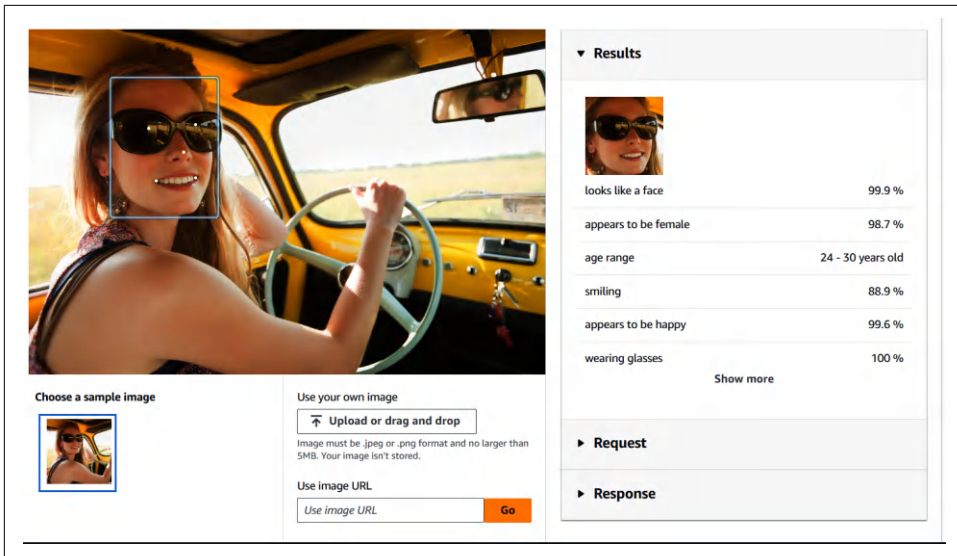 Results
looks like a face 99.9 %
appears to be female 98.7 %
age range 24 - 30 years old
smiling 88.9 %
appears to be happy 99.6 %
wearing glasses 100 %
Show more
Request
Response
Choose a sample image
Use your own image
Upload or drag and drop
Image must be .jpeg or .png format and no larger than
5MB. Your image isn't stored.
Use image URL
Use image URL
Go